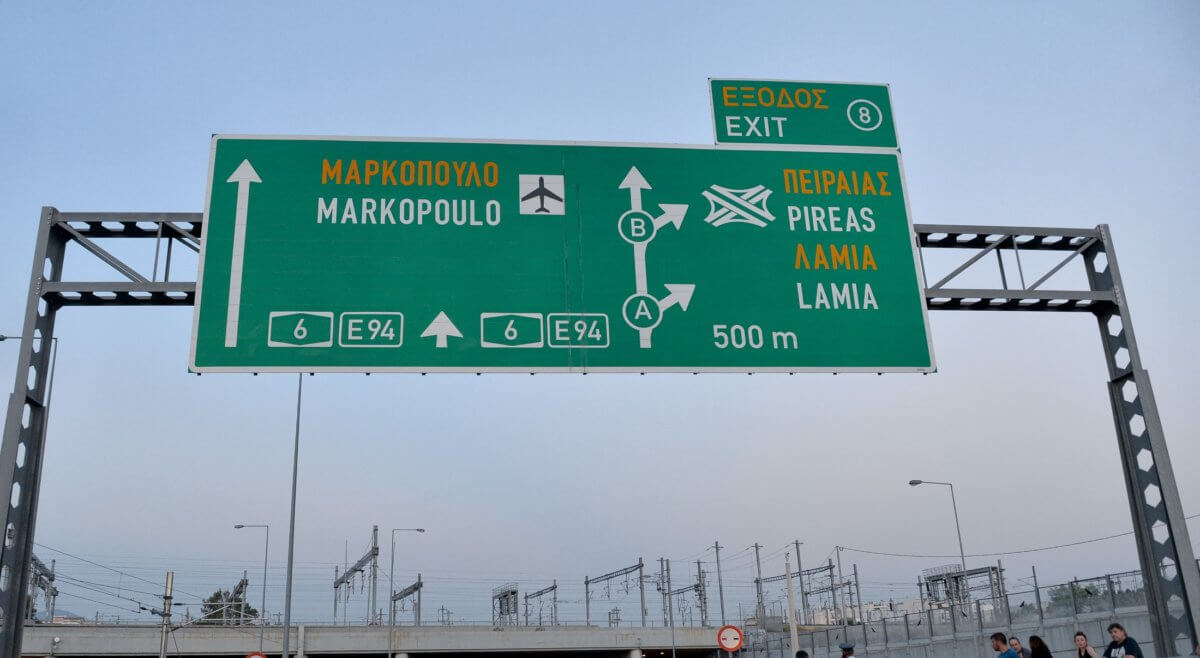 ΕΞΟΔΟΣ
EXIT
8
ΜΑΡΚΟΠΟΥΛΟ
MARKOPOULO
6 E94
6 E94
B
A
ΠΕΙΡΑΙΑΣ
PIREAS
ΛΑΜΙΑ
LAMIA
500 m